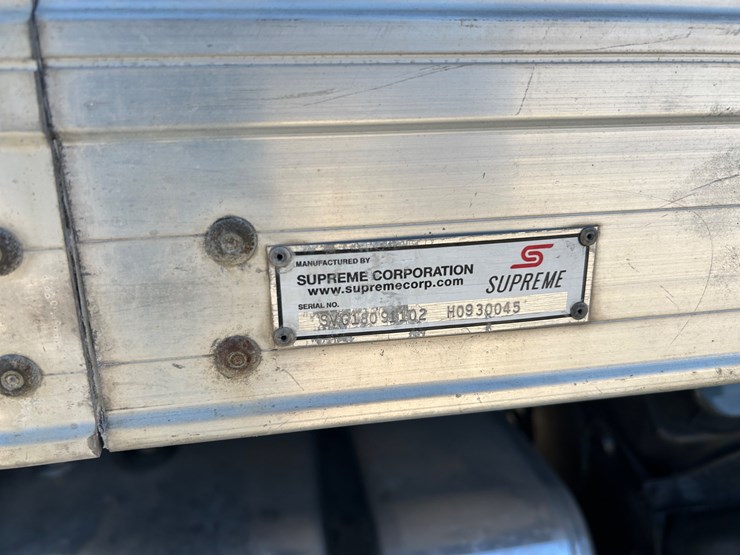 MANUFACTURED BY
SUPREME CORPORATION
www.supremecorp.com
SUPREME
SERIAL NO.
H0930045